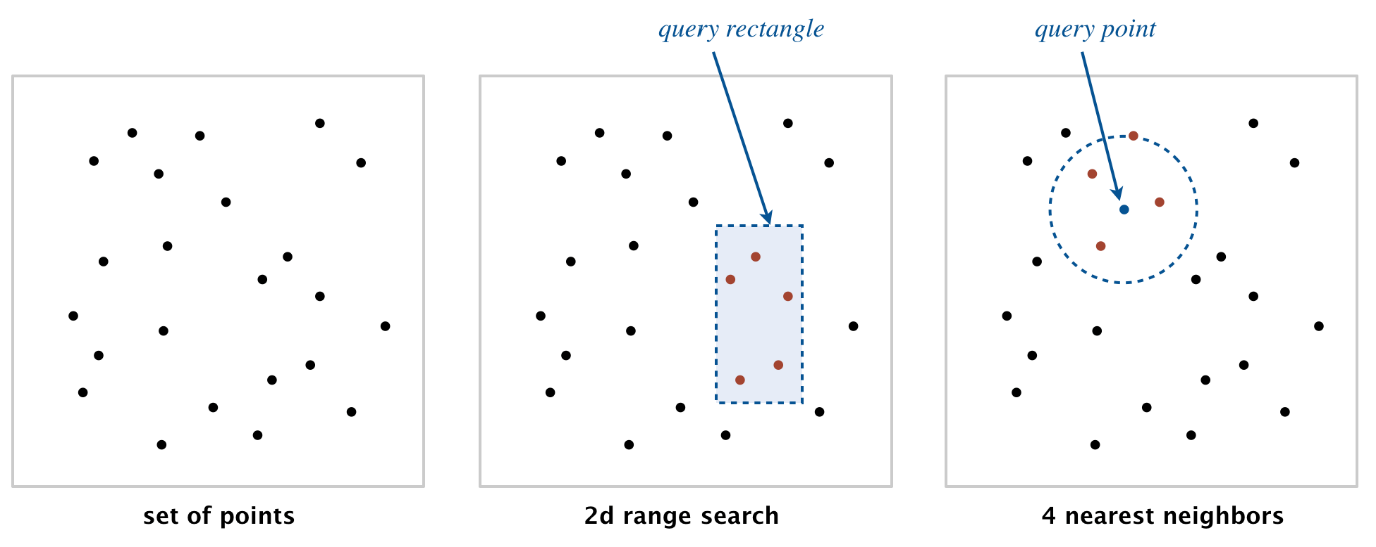 query rectangle
query point
set of points
2d range search
4 nearest neighbors